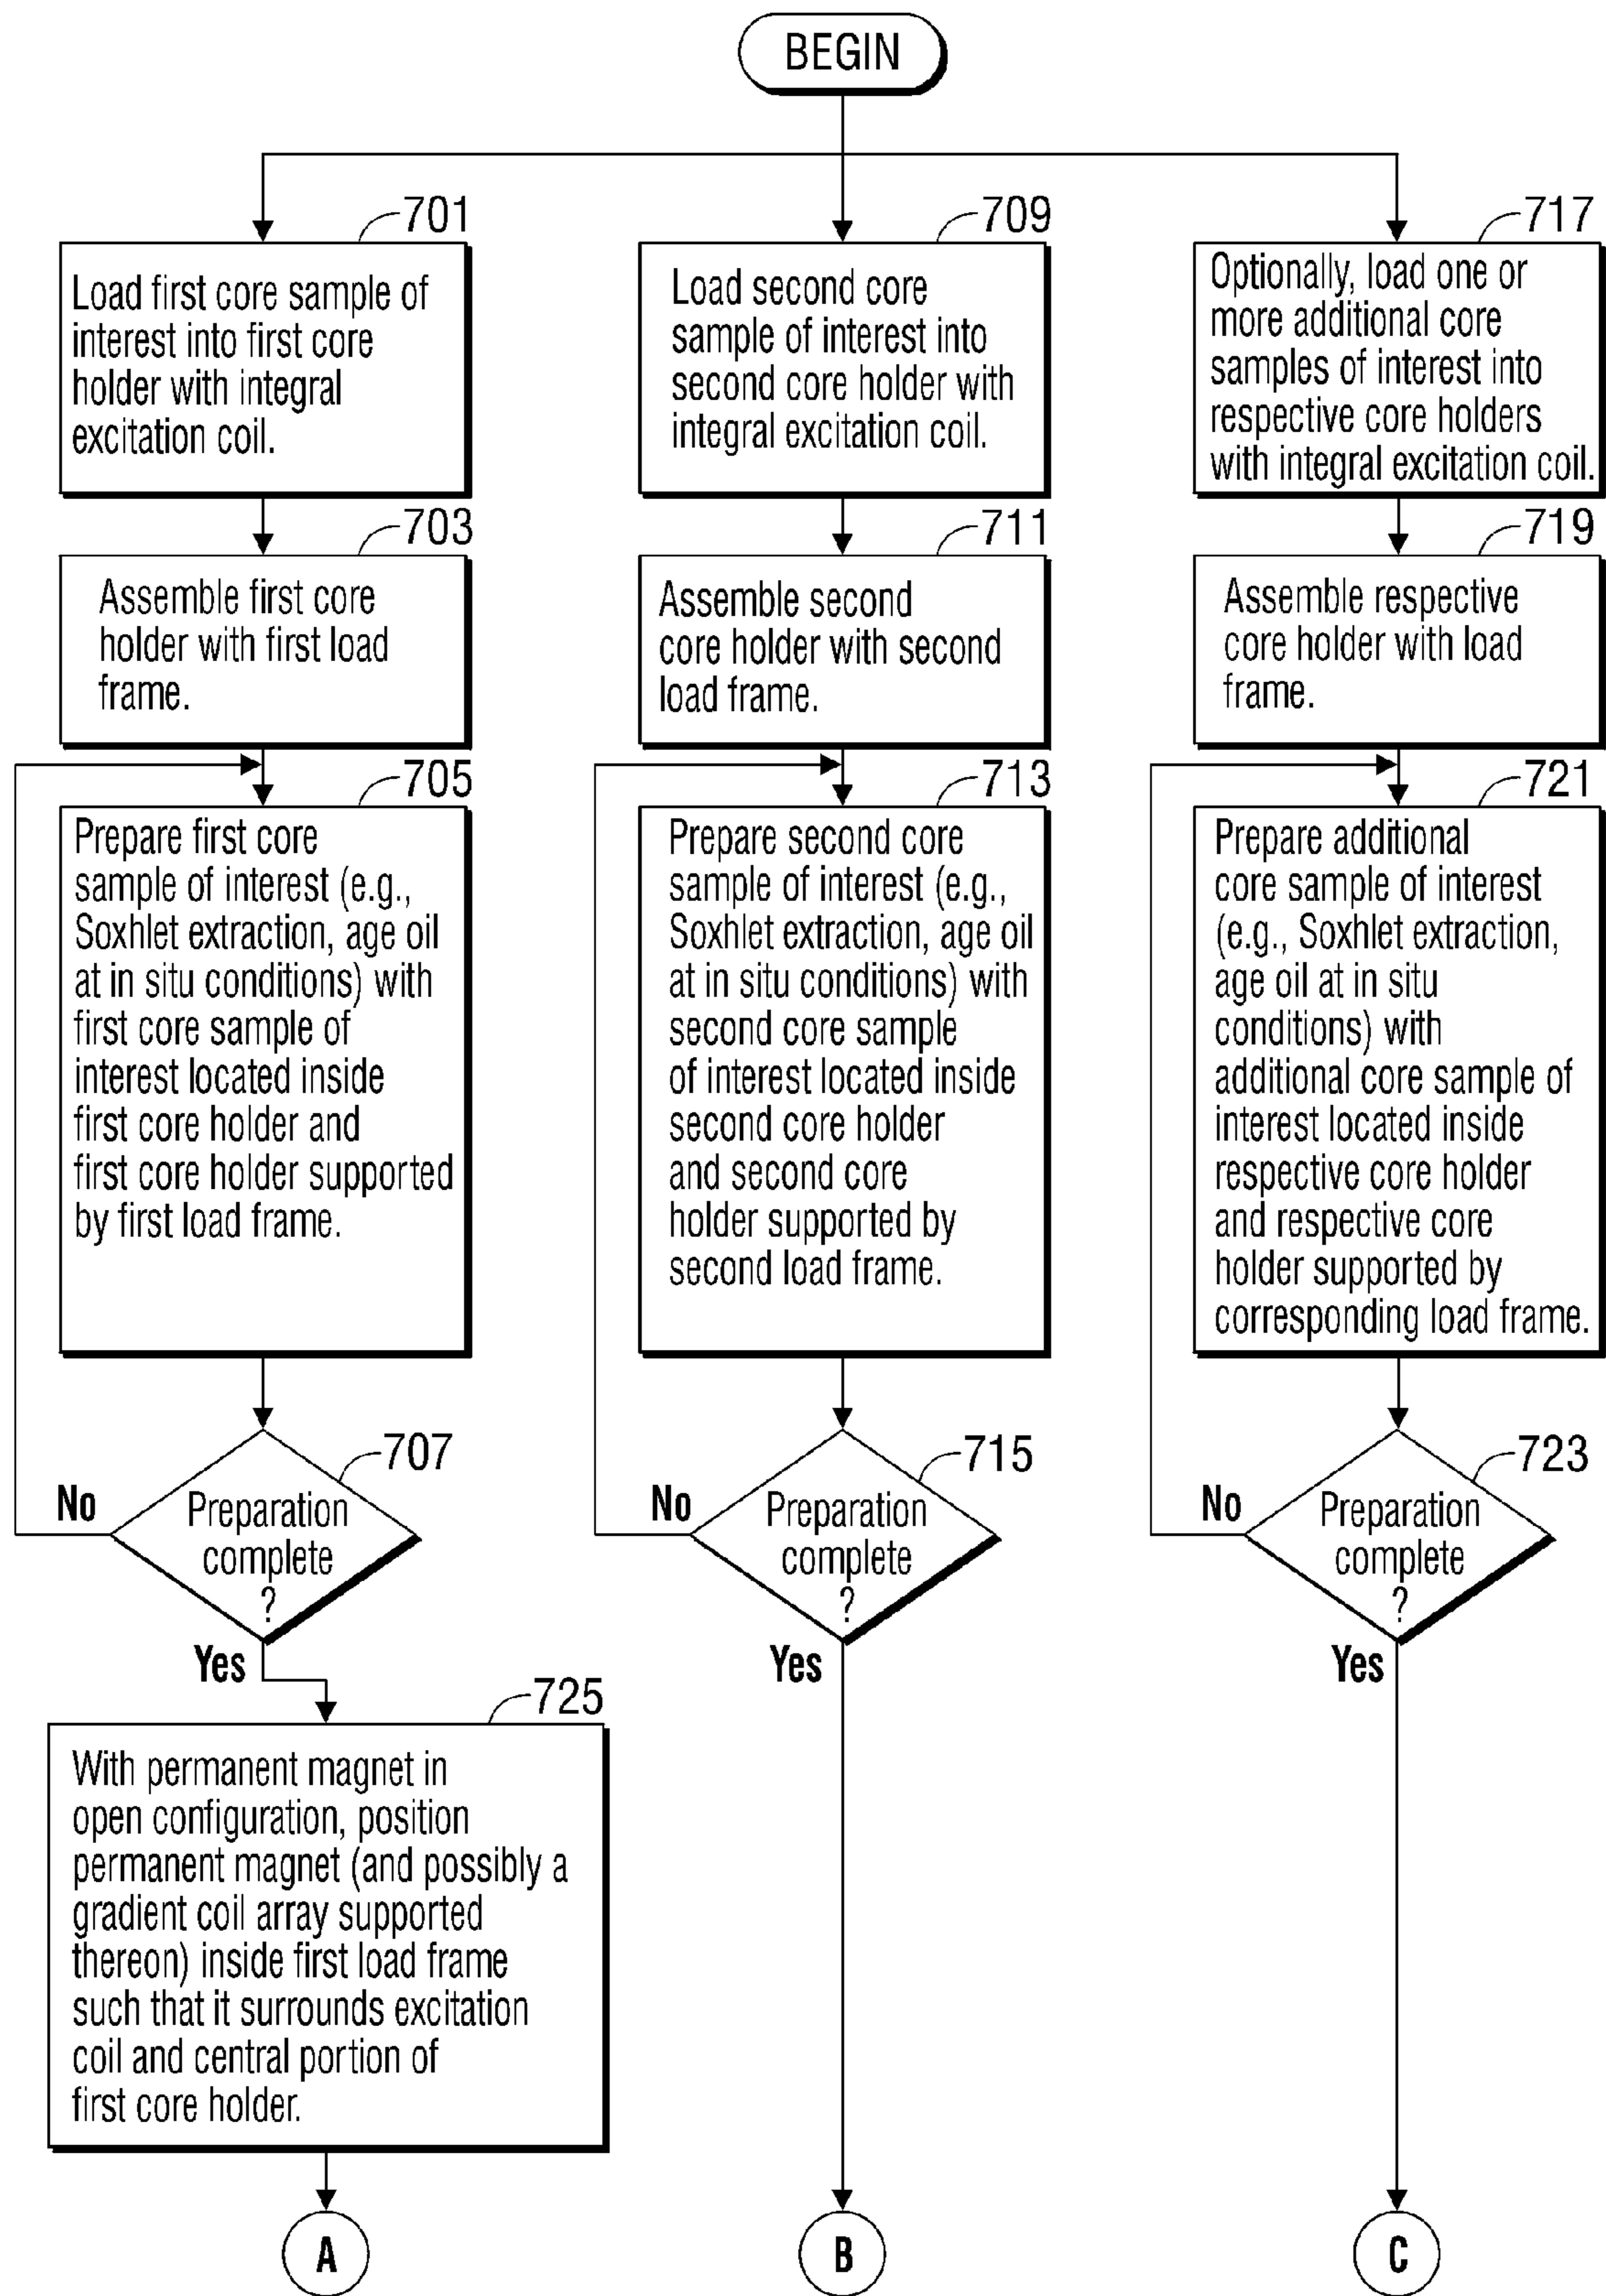 BEGIN
701
Load first core sample of
interest into first core
holder with integral
excitation coil.
703
Assemble first core
holder with first load
frame.
705
Prepare first core
sample of interest (e.g.,
Soxhlet extraction, age oil
at in situ conditions) with
first core sample of
interest located inside
first core holder and
first core holder supported
by first load frame.
707
Preparation
complete
?
No
Yes
725
With permanent magnet in
open configuration, position
permanent magnet (and possibly a
gradient coil array supported
thereon) inside first load frame
such that it surrounds excitation
coil and central portion of
first core holder.
A
709
Load second core
sample of interest into
second core holder with
integral excitation coil.
711
Assemble second
core holder with second
load frame.
713
Prepare second core
sample of interest (e.g.,
Soxhlet extraction, age oil
at in situ conditions) with
second core sample
of interest located inside
second core holder
and second core
holder supported by
second load frame.
715
Preparation
complete
?
No
Yes
B
717
Optionally, load one or
more additional core
samples of interest into
respective core holders
with integral excitation coil.
719
Assemble respective
core holder with load
frame.
721
Prepare additional
core sample of interest
(e.g., Soxhlet extraction,
age oil at in situ
conditions) with
additional core sample of
interest located inside
respective core holder
and respective core
holder supported by
corresponding load frame.
723
Preparation
complete
?
No
Yes
C